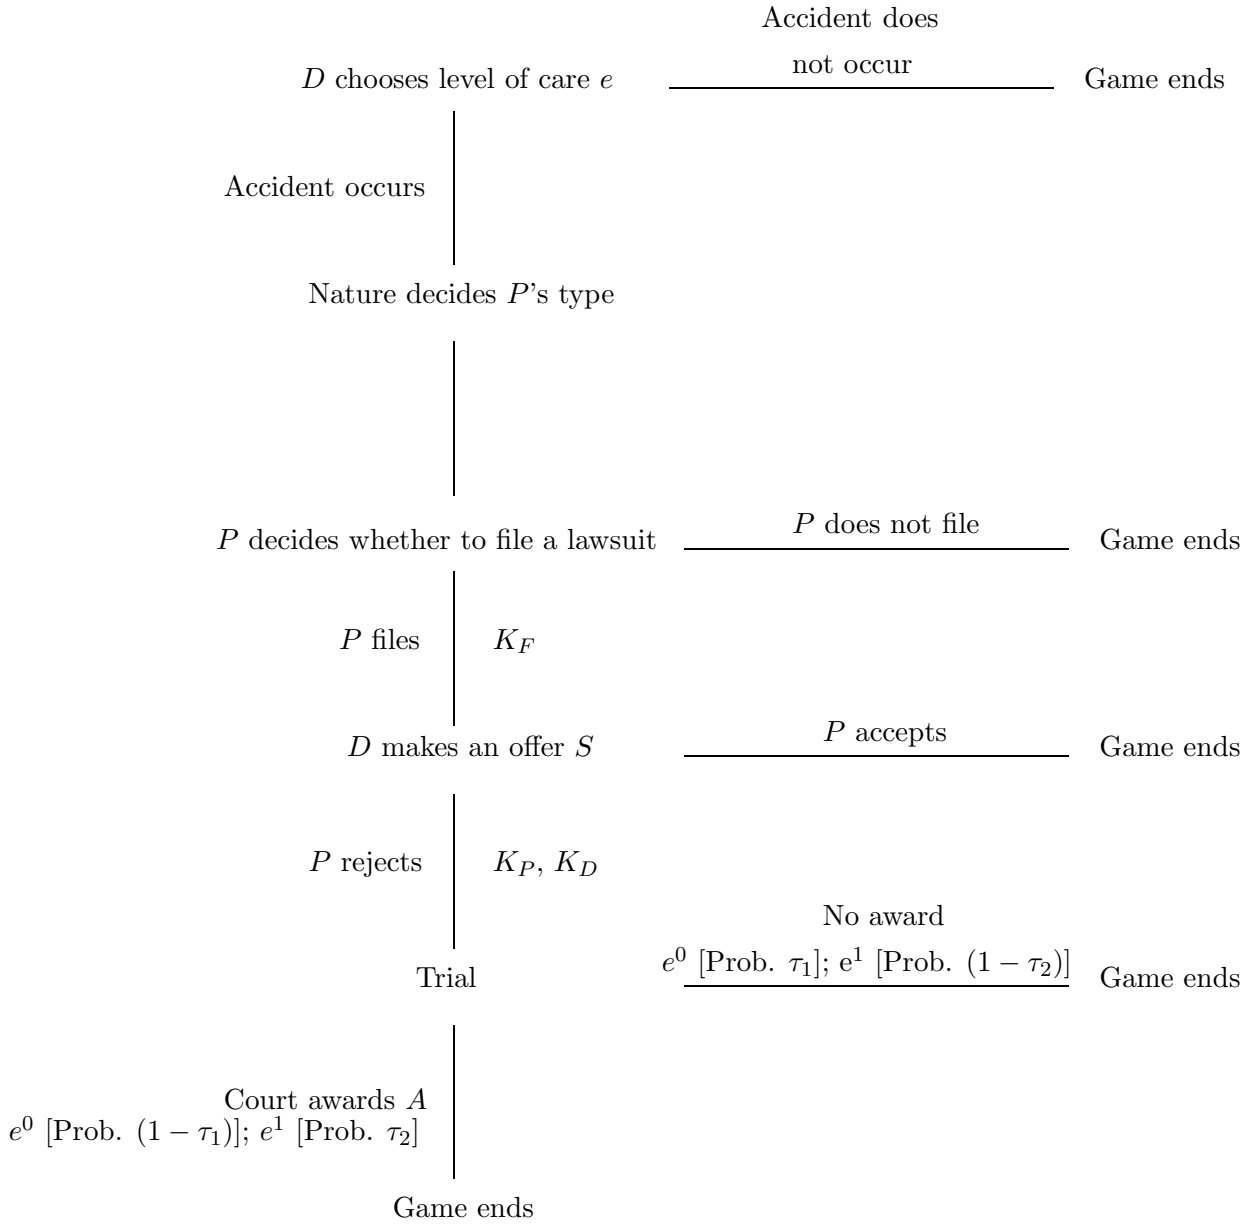 Accident does
not occur
D chooses level of care e
Game ends
Accident occurs
Nature decides P's type
P decides whether to file a lawsuit
P does not file
Game ends
P files
K_F
D makes an offer S
P accepts
Game ends
P rejects
K_P, K_D
No award
e^0 [Prob. τ_1]; e^1 [Prob. (1 − τ_2)]
Trial
Game ends
Court awards A
e^0 [Prob. (1 − τ_1)]; e^1 [Prob. τ_2]
Game ends